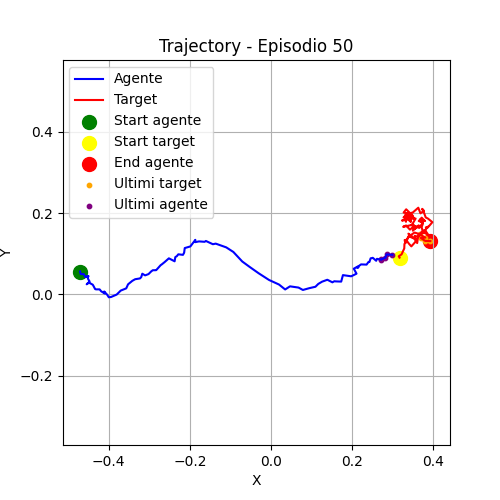 Trajectory - Episodio 50
Agente
Target
Start agente
Start target
End agente
Ultimi target
Ultimi agente
0.4
0.2
0.0
−0.2
Y
−0.4
−0.2
0.0
0.2
0.4
X